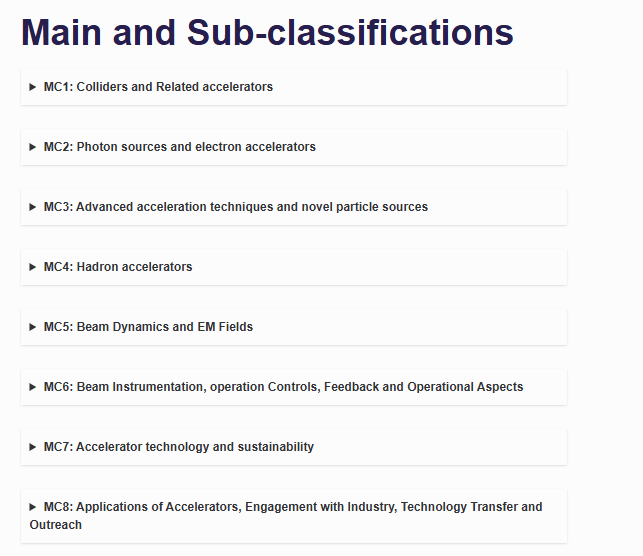 Main and Sub-classifications
MC1: Colliders and Related accelerators
MC2: Photon sources and electron accelerators
MC3: Advanced acceleration techniques and novel particle sources
MC4: Hadron accelerators
MC5: Beam Dynamics and EM Fields
MC6: Beam Instrumentation, operation Controls, Feedback and Operational Aspects
MC7: Accelerator technology and sustainability
MC8: Applications of Accelerators, Engagement with Industry, Technology Transfer and
Outreach